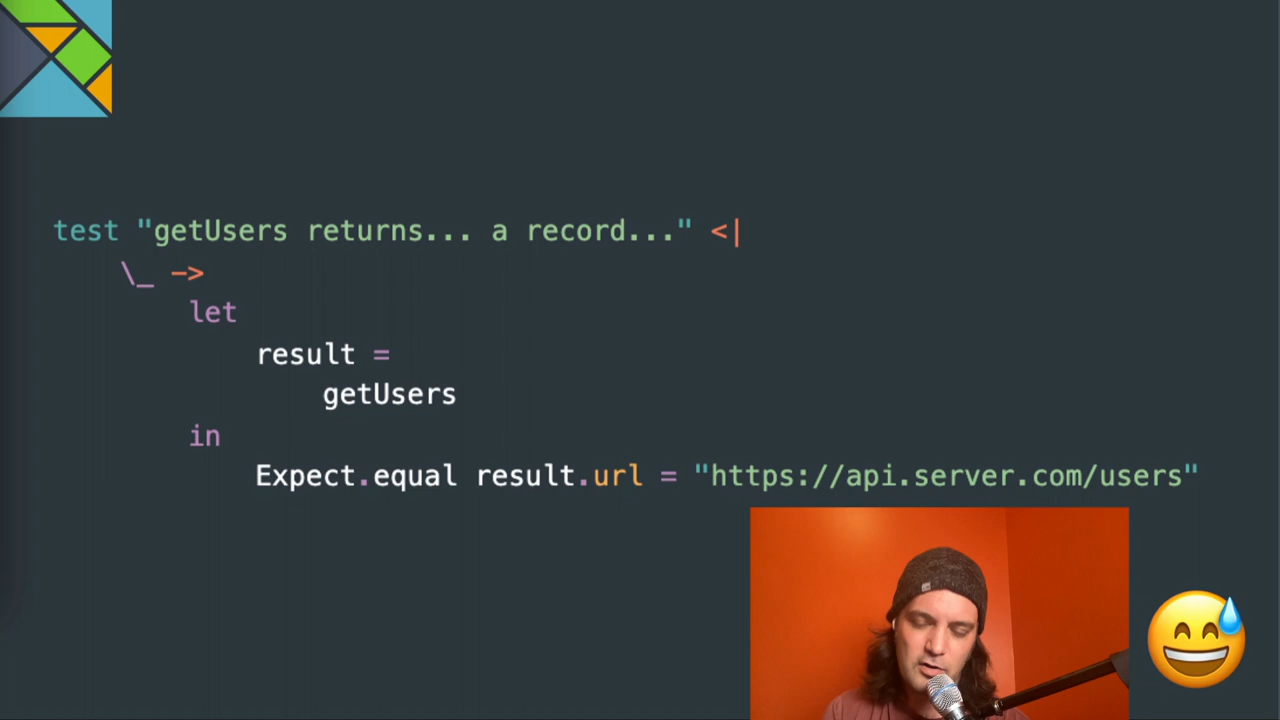 test "getUsers returns... a record..." <|
\_ ->
let
result =
getUsers
in
Expect.equal result.url = "https://api.server.com/users"